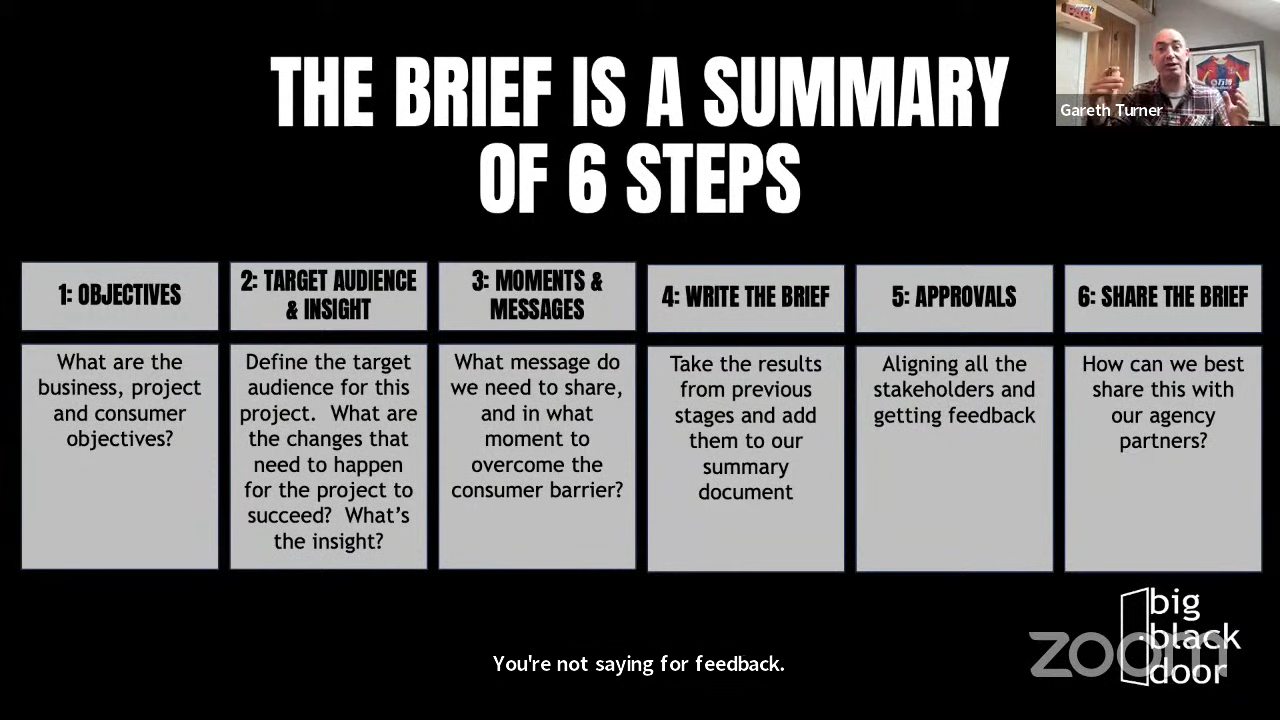 THE BRIEF IS A SUMMARY
OF 6 STEPS
Gareth Turner
1: OBJECTIVES
What are the
business, project
and consumer
objectives?
2: TARGET AUDIENCE
& INSIGHT
Define the target
audience for this
project. What are
the changes that
need to happen
for the project to
succeed? What's
the insight?
3: MOMENTS &
MESSAGES
What message do
we need to share,
and in what
moment to
overcome the
consumer barrier?
4: WRITE THE BRIEF
Take the results
from previous
stages and add
them to our
summary
document
5: APPROVALS
Aligning all the
stakeholders and
getting feedback
6: SHARE THE BRIEF
How can we best
share this with
our agency
partners?
big
black
door
zoom
You're not saying for feedback.